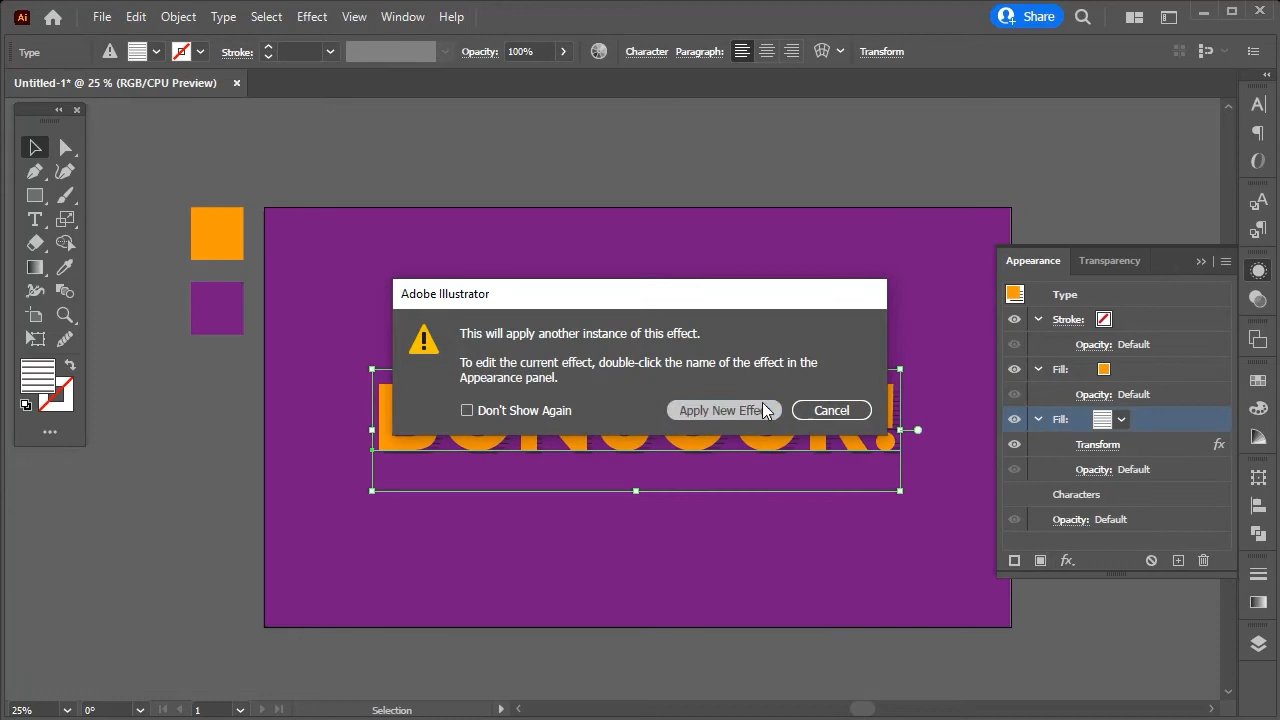 Ai File Edit Object Type Select Effect View Window Help Share
Type Stroke: Opacity: 100% Character Paragraph: Transform
Untitled-1* @ 25 % (RGB/CPU Preview)
Appearance Transparency
Adobe Illustrator
This will apply another instance of this effect.
To edit the current effect, double-click the name of the effect in the
Appearance panel.
Don't Show Again
Cancel
Type
Stroke:
Opacity: Default
Fill:
Opacity: Default
Fill:
Transform fx
Opacity: Default
Characters
Opacity: Default
fx.
25% 0° 1 Selection